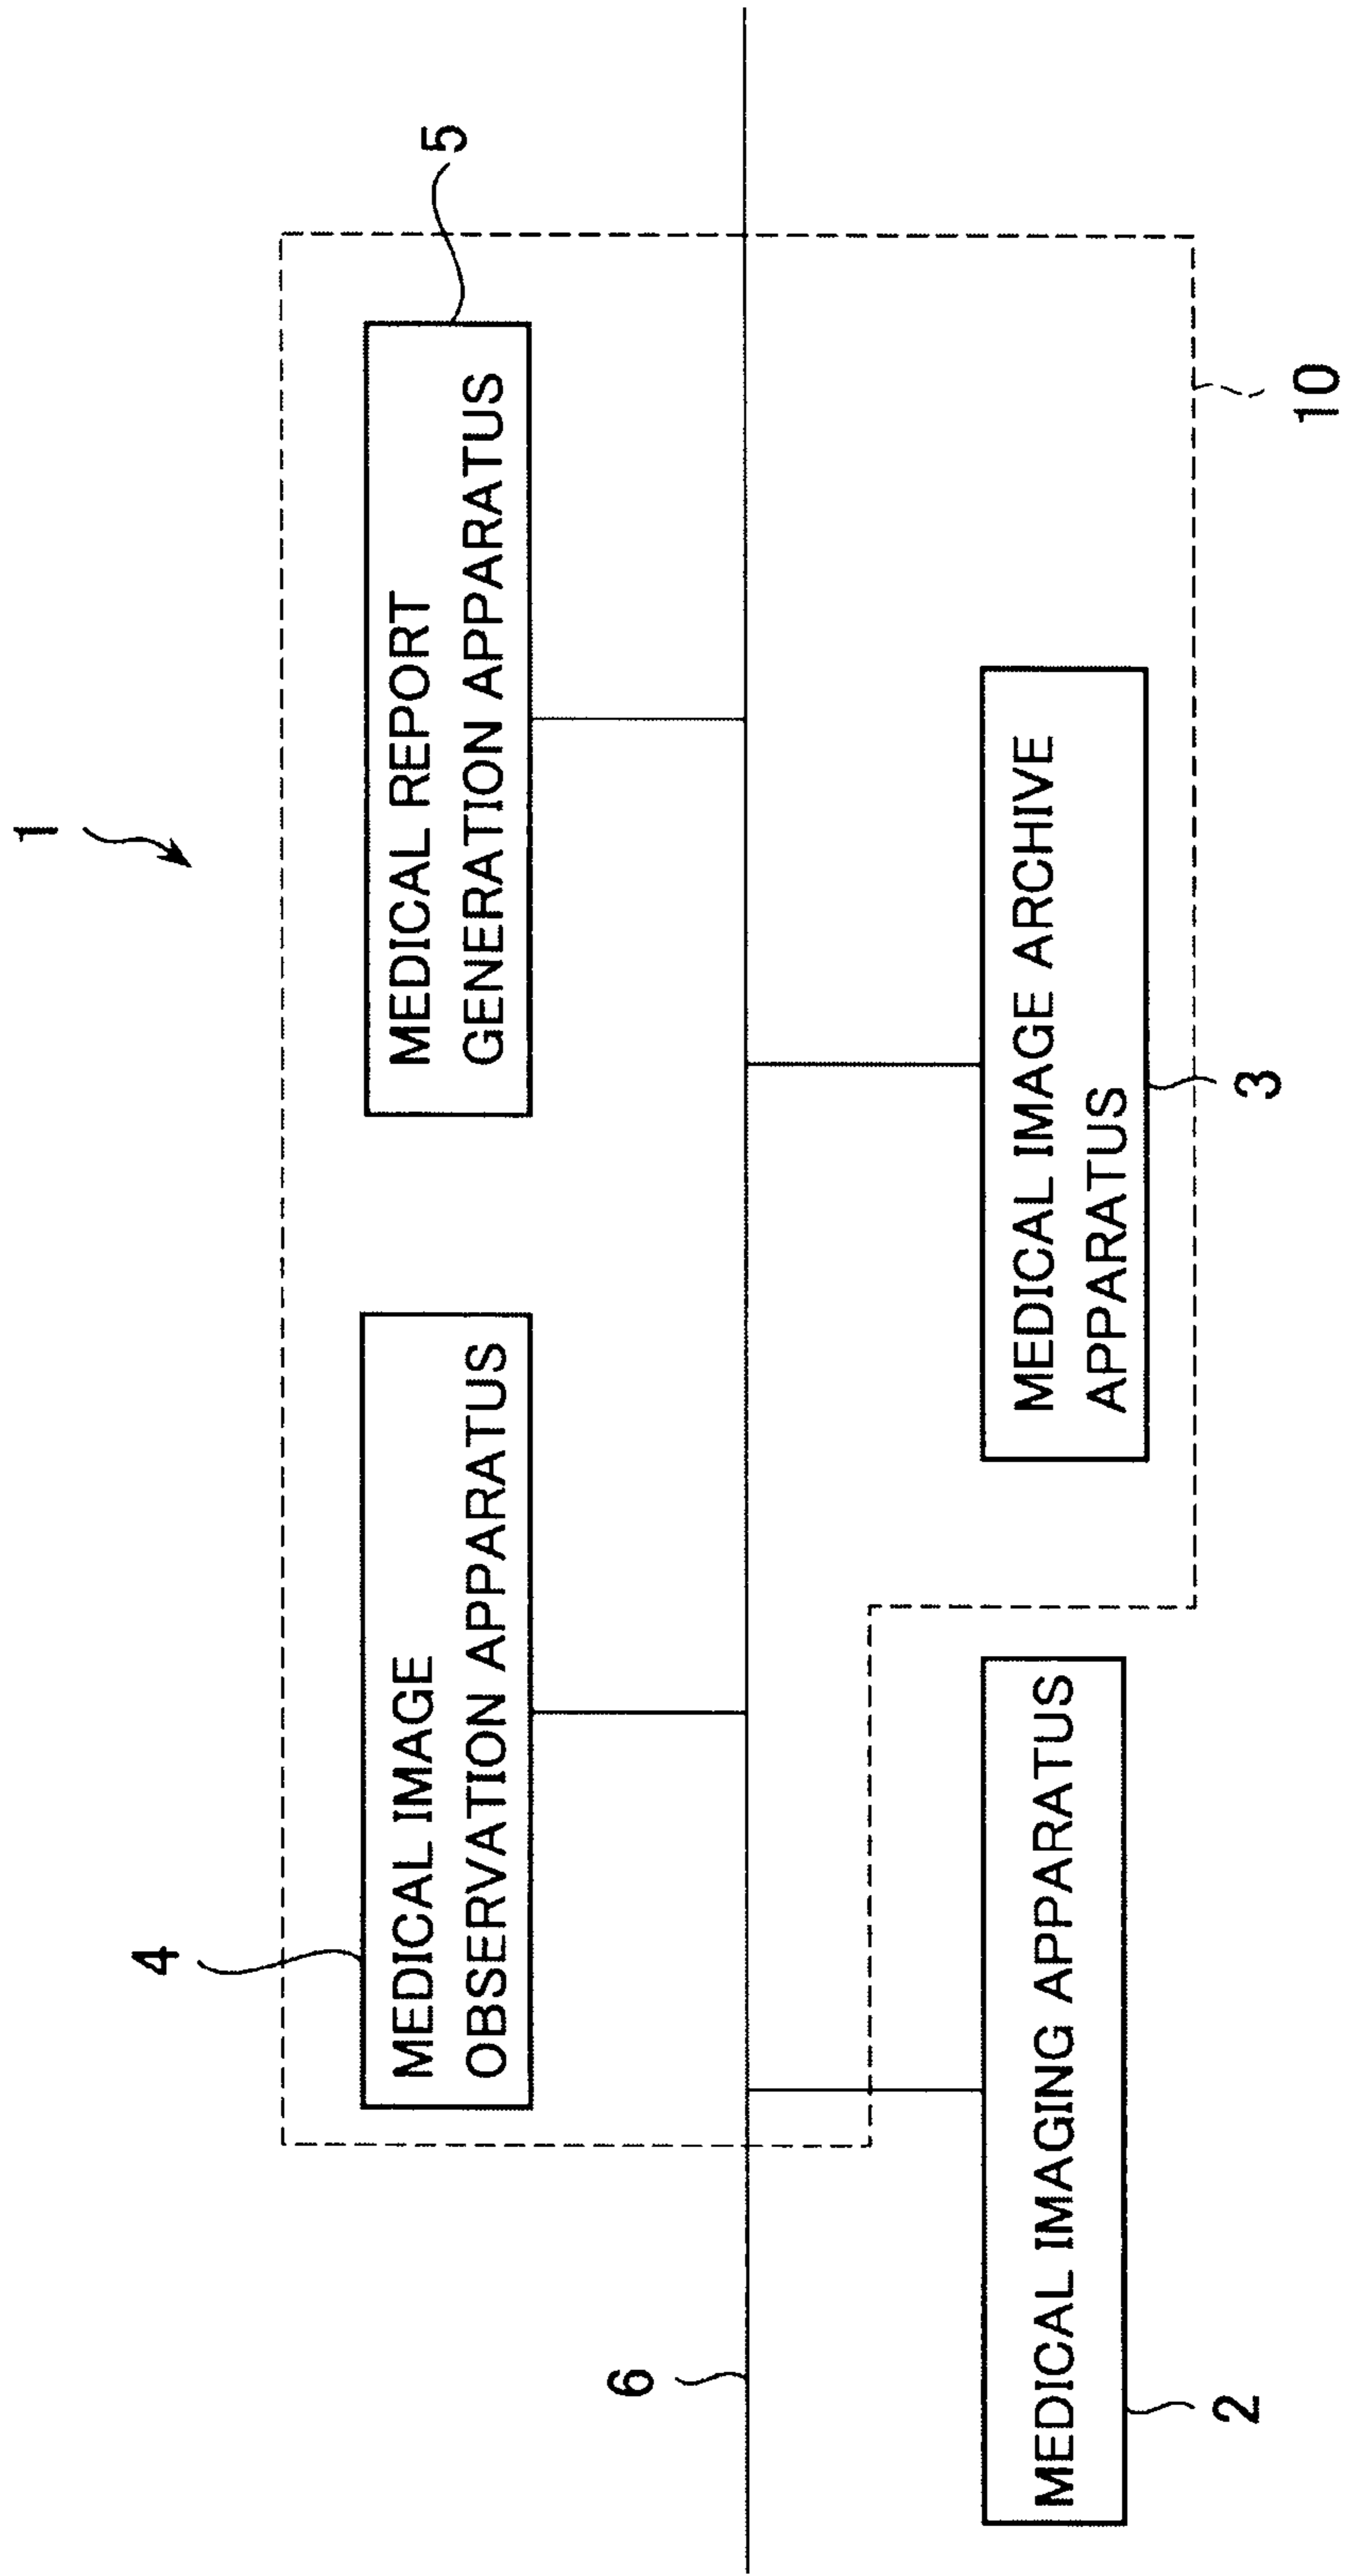 1
4
MEDICAL IMAGE
OBSERVATION APPARATUS
5
MEDICAL REPORT
GENERATION APPARATUS
6
2
MEDICAL IMAGING APPARATUS
3
MEDICAL IMAGE ARCHIVE
APPARATUS
10